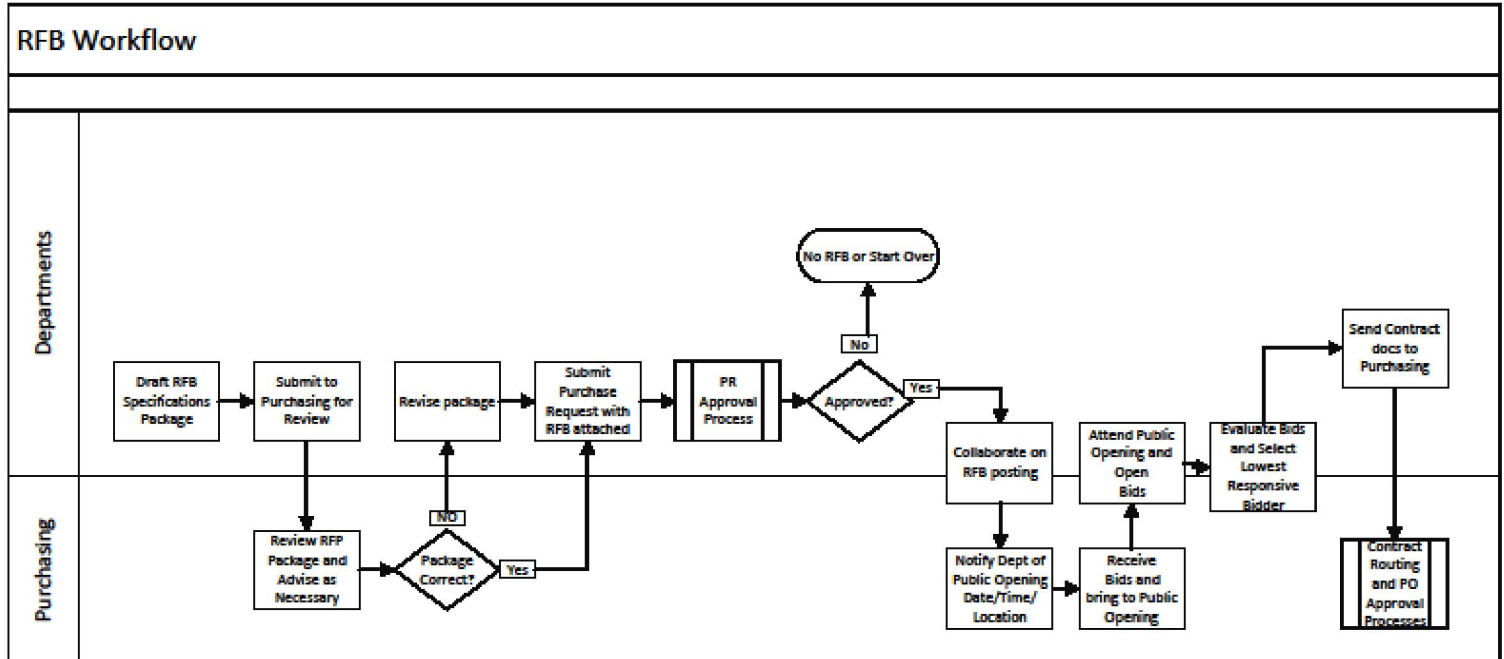 RFB Workflow
Departments
No RFB or Start Over
No
Send Contract
docs to
Purchasing
Draft RFB
Specifications
Package
Submit to
Purchasing for
Review
Revise package
Submit
Purchase
Request with
RFB attached
PR
Approval
Process
Approved?
Yes
Collaborate on
RFB posting
Attend Public
Opening and
Open
Bids
Evaluate Bids
and Select
Lowest
Responsive
Bidder
Purchasing
Review RFP
Package and
Advise as
Necessary
NO
Package
Correct?
Yes
Notify Dept of
Public Opening
Date/Time/
Location
Receive
Bids and
bring to Public
Opening
Contract
Routing
and PO
Approval
Processes